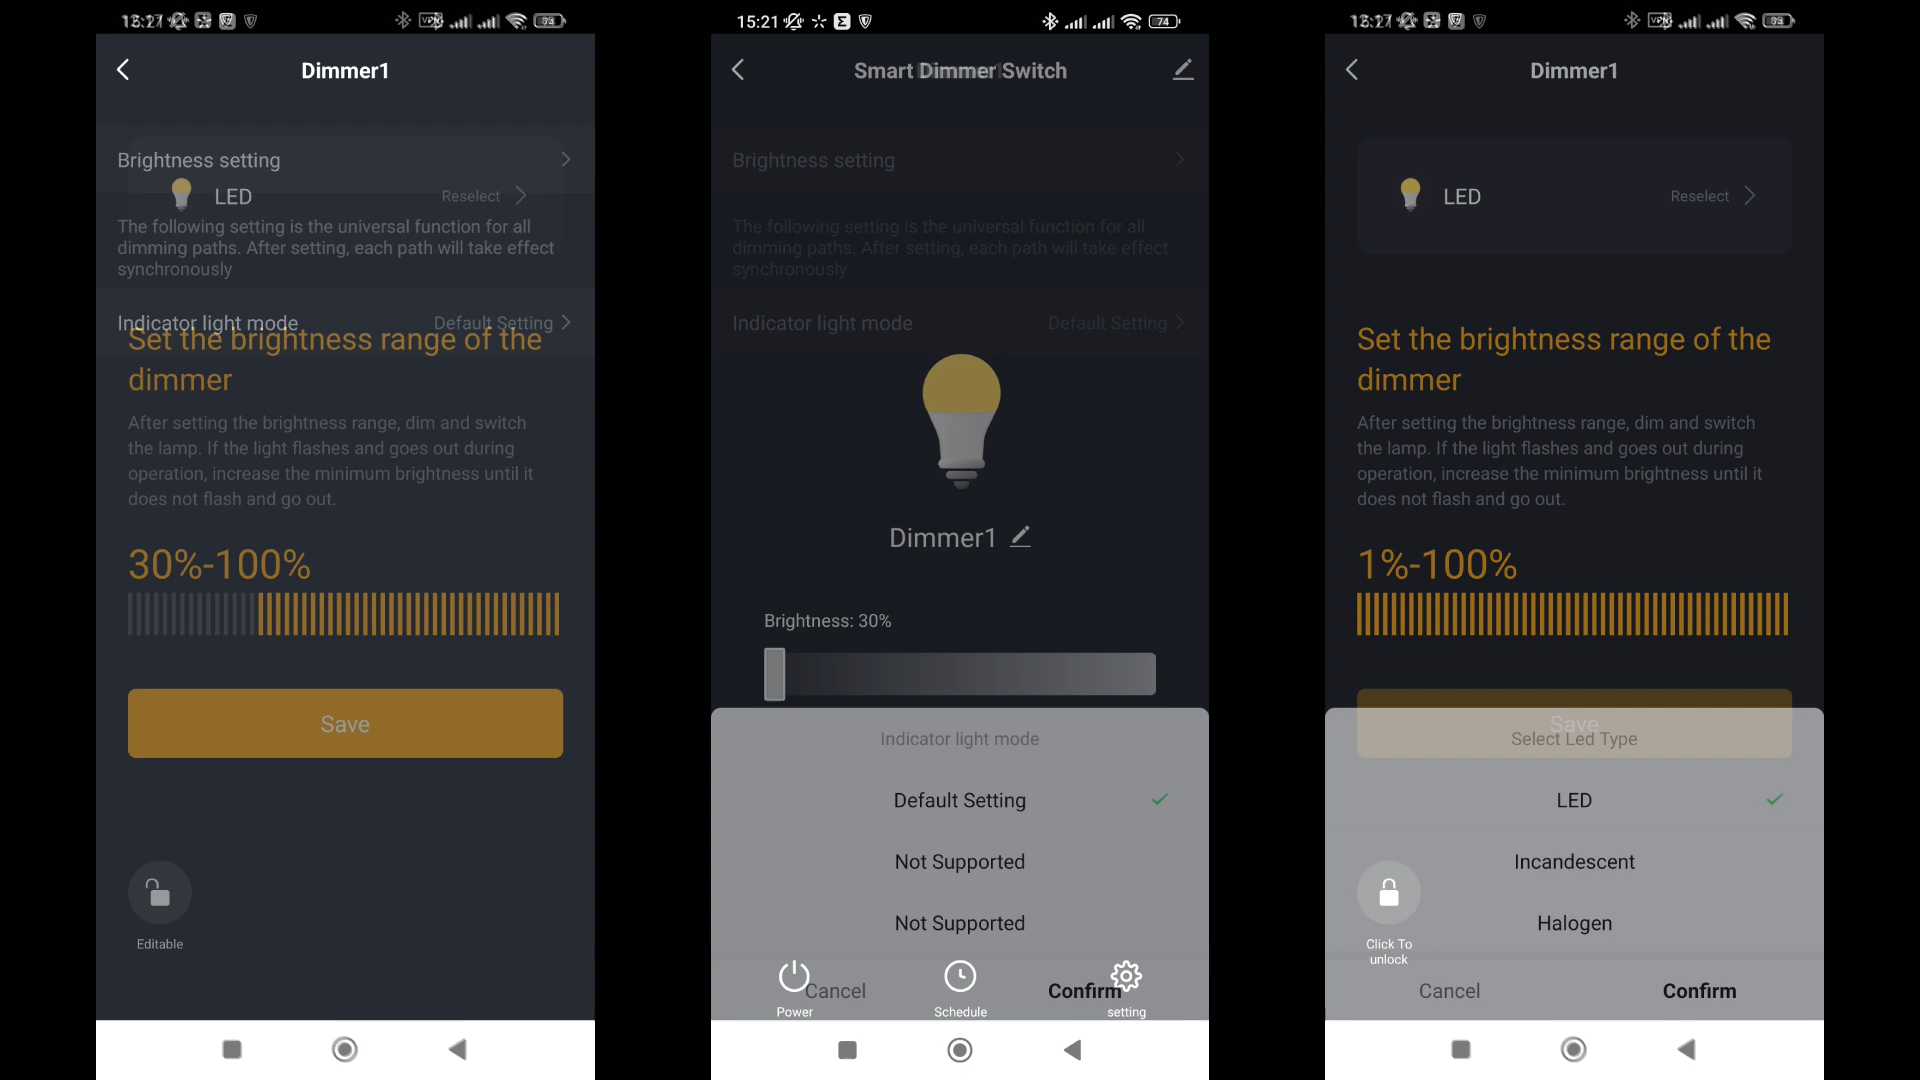 Dimmer1
Brightness setting
LED
Reselect
The following setting is the universal function for all
dimming paths. After setting, each path will take effect
synchronously
Indicator light mode
Default Setting
Set the brightness range of the
dimmer
After setting the brightness range, dim and switch
the lamp. If the light flashes and goes out during
operation, increase the minimum brightness until it
does not flash and go out.
30%-100%
Save
Editable
15:21
74
Smart Dimmer Switch
Brightness setting
The following setting is the universal function for all
dimming paths. After setting, each path will take effect
synchronously
Indicator light mode
Default Setting
Dimmer1
Brightness: 30%
Indicator light mode
Default Setting
Not Supported
Not Supported
Cancel
Confirm
Power
Schedule
setting
Dimmer1
LED
Reselect
Set the brightness range of the
dimmer
After setting the brightness range, dim and switch
the lamp. If the light flashes and goes out during
operation, increase the minimum brightness until it
does not flash and go out.
1%-100%
Save
Select Led Type
LED
Incandescent
Halogen
Click To
unlock
Cancel
Confirm